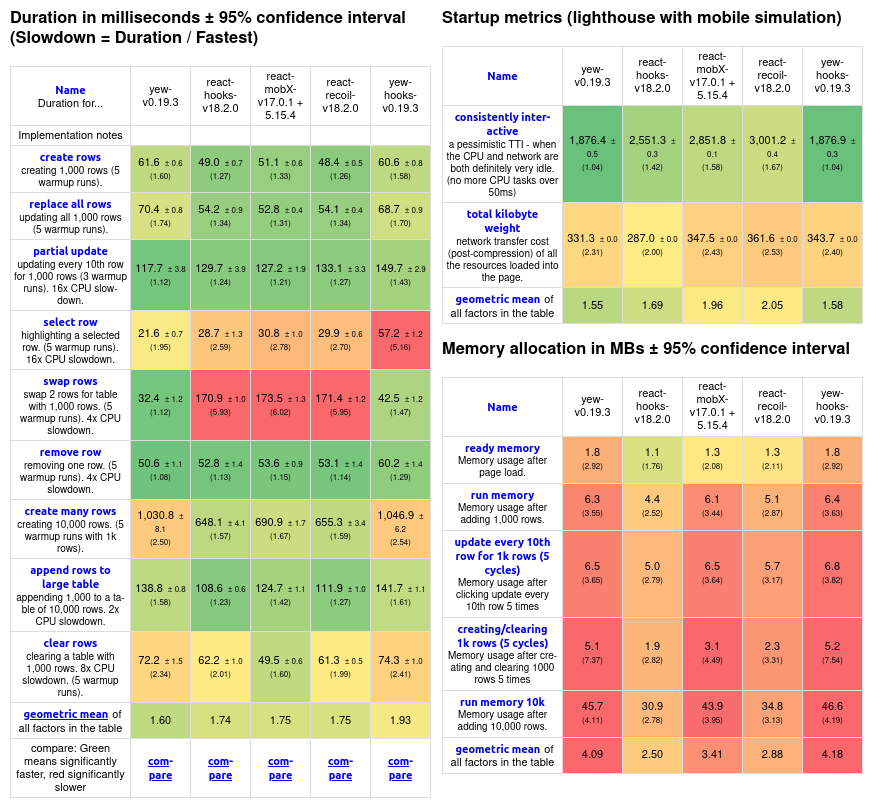 Duration in milliseconds ± 95% confidence interval
(Slowdown = Duration / Fastest)
Name
Duration for...
yew-
v0.19.3
react-
hooks-
v18.2.0
react-
mobX-
v17.0.1 +
5.15.4
react-
recoil-
v18.2.0
yew-
hooks-
v0.19.3
Implementation notes
create rows
creating 1,000 rows (5
warmup runs).
61.6 ± 0.6
(1.60)
49.0 ± 0.7
(1.27)
51.1 ± 0.6
(1.33)
48.4 ± 0.5
(1.26)
60.6 ± 0.8
(1.58)
replace all rows
updating all 1,000 rows
(5 warmup runs).
70.4 ± 0.8
(1.74)
54.2 ± 0.9
(1.34)
52.8 ± 0.4
(1.31)
54.1 ± 0.4
(1.34)
68.7 ± 0.9
(1.70)
partial update
updating every 10th row
for 1,000 rows (3 warmup
runs). 16x CPU slow-
down.
117.7 ± 3.8
(1.12)
129.7 ± 3.9
(1.24)
127.2 ± 1.9
(1.21)
133.1 ± 3.3
(1.27)
149.7 ± 2.9
(1.43)
select row
highlighting a selected
row. (5 warmup runs).
16x CPU slowdown.
21.6 ± 0.7
(1.95)
28.7 ± 1.3
(2.59)
30.8 ± 1.0
(2.78)
29.9 ± 0.6
(2.70)
57.2 ± 1.2
(5.16)
swap rows
swap 2 rows for table
with 1,000 rows. (5
warmup runs). 4x CPU
slowdown.
32.4 ± 1.2
(1.12)
170.9 ± 1.0
(5.93)
173.5 ± 1.3
(6.02)
171.4 ± 1.2
(5.95)
42.5 ± 1.2
(1.47)
remove row
removing one row. (5
warmup runs). 4x CPU
slowdown.
50.6 ± 1.1
(1.08)
52.8 ± 1.4
(1.13)
53.6 ± 0.9
(1.15)
53.1 ± 1.4
(1.14)
60.2 ± 1.4
(1.29)
create many rows
creating 10,000 rows. (5
warmup runs with 1k
rows).
1,030.8 ±
8.1
(2.50)
648.1 ± 4.1
(1.57)
690.9 ± 1.7
(1.67)
655.3 ± 3.4
(1.59)
1,046.9 ±
6.2
(2.54)
append rows to
large table
appending 1,000 to a ta-
ble of 10,000 rows. 2x
CPU slowdown.
138.8 ± 0.8
(1.58)
108.6 ± 0.6
(1.23)
124.7 ± 1.1
(1.42)
111.9 ± 1.0
(1.27)
141.7 ± 1.1
(1.61)
clear rows
clearing a table with
1,000 rows. 8x CPU
slowdown. (5 warmup
runs).
72.2 ± 1.5
(2.34)
62.2 ± 1.0
(2.01)
49.5 ± 0.6
(1.60)
61.3 ± 0.5
(1.99)
74.3 ± 1.0
(2.41)
geometric mean of
all factors in the table
1.60
1.74
1.75
1.75
1.93
compare: Green
means significantly
faster, red significantly
slower
com-
pare
com-
pare
com-
pare
com-
pare
com-
pare
Startup metrics (lighthouse with mobile simulation)
Name
yew-
v0.19.3
react-
hooks-
v18.2.0
react-
mobX-
v17.0.1 +
5.15.4
react-
recoil-
v18.2.0
yew-
hooks-
v0.19.3
consistently inter-
active
a pessimistic TTI - when
the CPU and network are
both definitely very idle.
(no more CPU tasks over
50ms)
1,876.4 ±
0.5
(1.04)
2,551.3 ±
0.3
(1.42)
2,851.8 ±
0.1
(1.58)
3,001.2 ±
0.4
(1.67)
1,876.9 ±
0.3
(1.04)
total kilobyte
weight
network transfer cost
(post-compression) of all
the resources loaded into
the page.
331.3 ± 0.0
(2.31)
287.0 ± 0.0
(2.00)
347.5 ± 0.0
(2.43)
361.6 ± 0.0
(2.53)
343.7 ± 0.0
(2.40)
geometric mean of
all factors in the table
1.55
1.69
1.96
2.05
1.58
Memory allocation in MBs ± 95% confidence interval
Name
yew-
v0.19.3
react-
hooks-
v18.2.0
react-
mobX-
v17.0.1 +
5.15.4
react-
recoil-
v18.2.0
yew-
hooks-
v0.19.3
ready memory
Memory usage after
page load.
1.8
(2.92)
1.1
(1.76)
1.3
(2.08)
1.3
(2.11)
1.8
(2.92)
run memory
Memory usage after
adding 1,000 rows.
6.3
(3.55)
4.4
(2.52)
6.1
(3.44)
5.1
(2.87)
6.4
(3.63)
update every 10th
row for 1k rows (5
cycles)
Memory usage after
clicking update every
10th row 5 times
6.5
(3.65)
5.0
(2.79)
6.5
(3.64)
5.7
(3.17)
6.8
(3.82)
creating/clearing
1k rows (5 cycles)
Memory usage after cre-
ating and clearing 1000
rows 5 times
5.1
(7.37)
1.9
(2.82)
3.1
(4.49)
2.3
(3.31)
5.2
(7.54)
run memory 10k
Memory usage after
adding 10,000 rows.
45.7
(4.11)
30.9
(2.78)
43.9
(3.95)
34.8
(3.13)
46.6
(4.19)
geometric mean of
all factors in the table
4.09
2.50
3.41
2.88
4.18